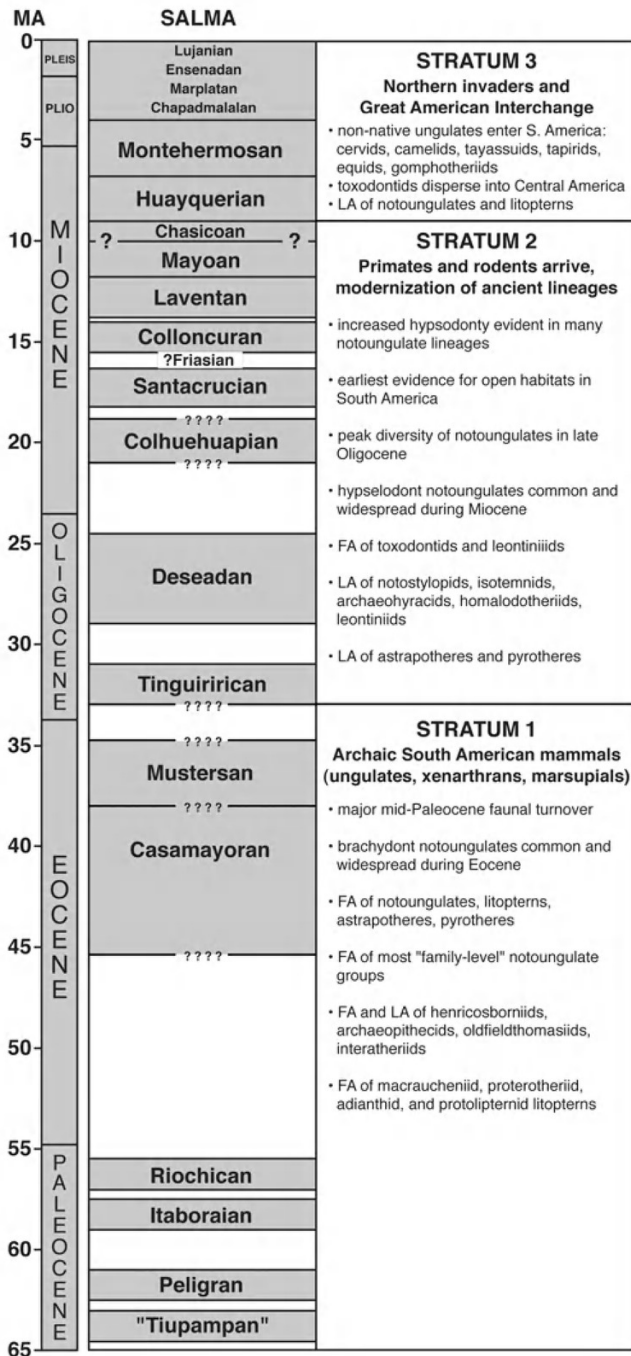 MA
SALMA
0
5
10
15
20
25
30
35
40
45
50
55
60
65
PLEIS
PLIO
MIOCENE
OLIGOCENE
EOCENE
PALEOCENE
Lujanian
Ensenadan
Marplatan
Chapadmalalan
Montehermosan
Huayquerian
Chasicoan
? ?
Mayoan
Laventan
Colloncuran
?Friasian
Santacrucian
????
Colhuehuapian
????
Deseadan
Tinguirirican
????
????
Mustersan
????
Casamayoran
????
Riochican
Itaboraian
Peligran
"Tiupampan"
STRATUM 3
Northern invaders and
Great American Interchange
• non-native ungulates enter S. America:
cervids, camelids, tayassuids, tapirids,
equids, gomphotheriids
• toxodontids disperse into Central America
• LA of notoungulates and litopterns
STRATUM 2
Primates and rodents arrive,
modernization of ancient lineages
• increased hypsodonty evident in many
notoungulate lineages
• earliest evidence for open habitats in
South America
• peak diversity of notoungulates in late
Oligocene
• hypselodont notoungulates common and
widespread during Miocene
• FA of toxodontids and leontiniiids
• LA of notostylopids, isotemnids,
archaeohyracids, homalodotheriids,
leontiniids
• LA of astrapotheres and pyrotheres
STRATUM 1
Archaic South American mammals
(ungulates, xenarthrans, marsupials)
• major mid-Paleocene faunal turnover
• brachydont notoungulates common and
widespread during Eocene
• FA of notoungulates, litopterns,
astrapotheres, pyrotheres
• FA of most "family-level" notoungulate
groups
• FA and LA of henricosborniids,
archaeopithecids, oldfieldthomasiids,
interatheriids
• FA of macraucheniid, proterotheriid,
adianthid, and protolipternid litopterns